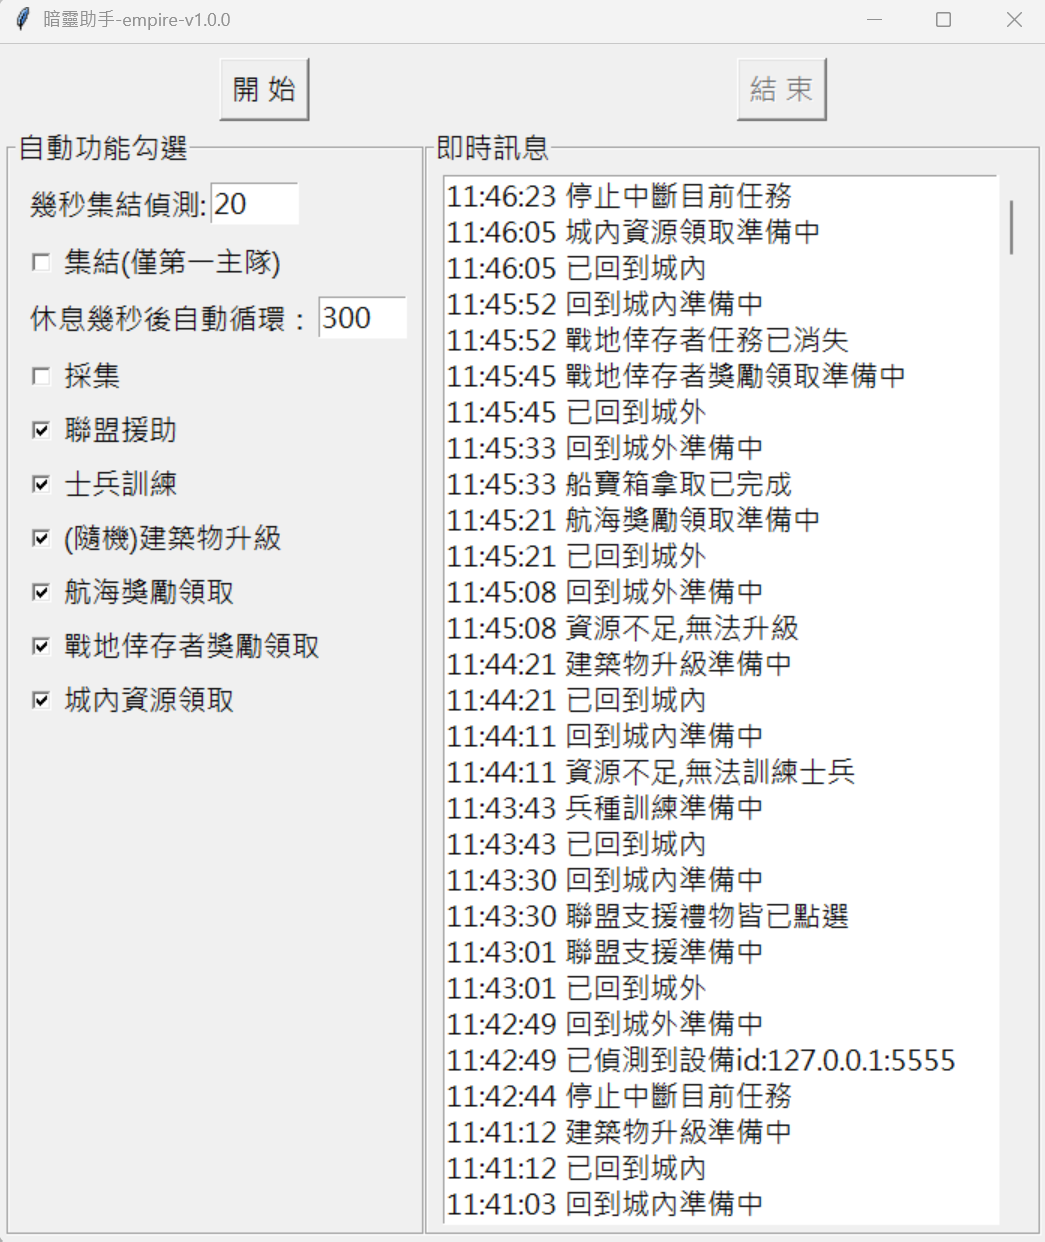 暗靈助手-empire-v1.0.0
開 始
結 束
自動功能勾選
幾秒集結偵測:20
集結(僅第一主隊)
休息幾秒後自動循環：300
採集
聯盟援助
士兵訓練
(隨機)建築物升級
航海獎勵領取
戰地倖存者獎勵領取
城內資源領取
即時訊息
11:46:23 停止中斷目前任務
11:46:05 城內資源領取準備中
11:46:05 已回到城內
11:45:52 回到城內準備中
11:45:52 戰地倖存者任務已消失
11:45:45 戰地倖存者獎勵領取準備中
11:45:45 已回到城外
11:45:33 回到城外準備中
11:45:33 船寶箱拿取已完成
11:45:21 航海獎勵領取準備中
11:45:21 已回到城外
11:45:08 回到城外準備中
11:45:08 資源不足,無法升級
11:44:21 建築物升級準備中
11:44:21 已回到城內
11:44:11 回到城內準備中
11:44:11 資源不足,無法訓練士兵
11:43:43 兵種訓練準備中
11:43:43 已回到城內
11:43:30 回到城內準備中
11:43:30 聯盟支援禮物皆已點選
11:43:01 聯盟支援準備中
11:43:01 已回到城外
11:42:49 回到城外準備中
11:42:49 已偵測到設備id:127.0.0.1:5555
11:42:44 停止中斷目前任務
11:41:12 建築物升級準備中
11:41:12 已回到城內
11:41:03 回到城內準備中